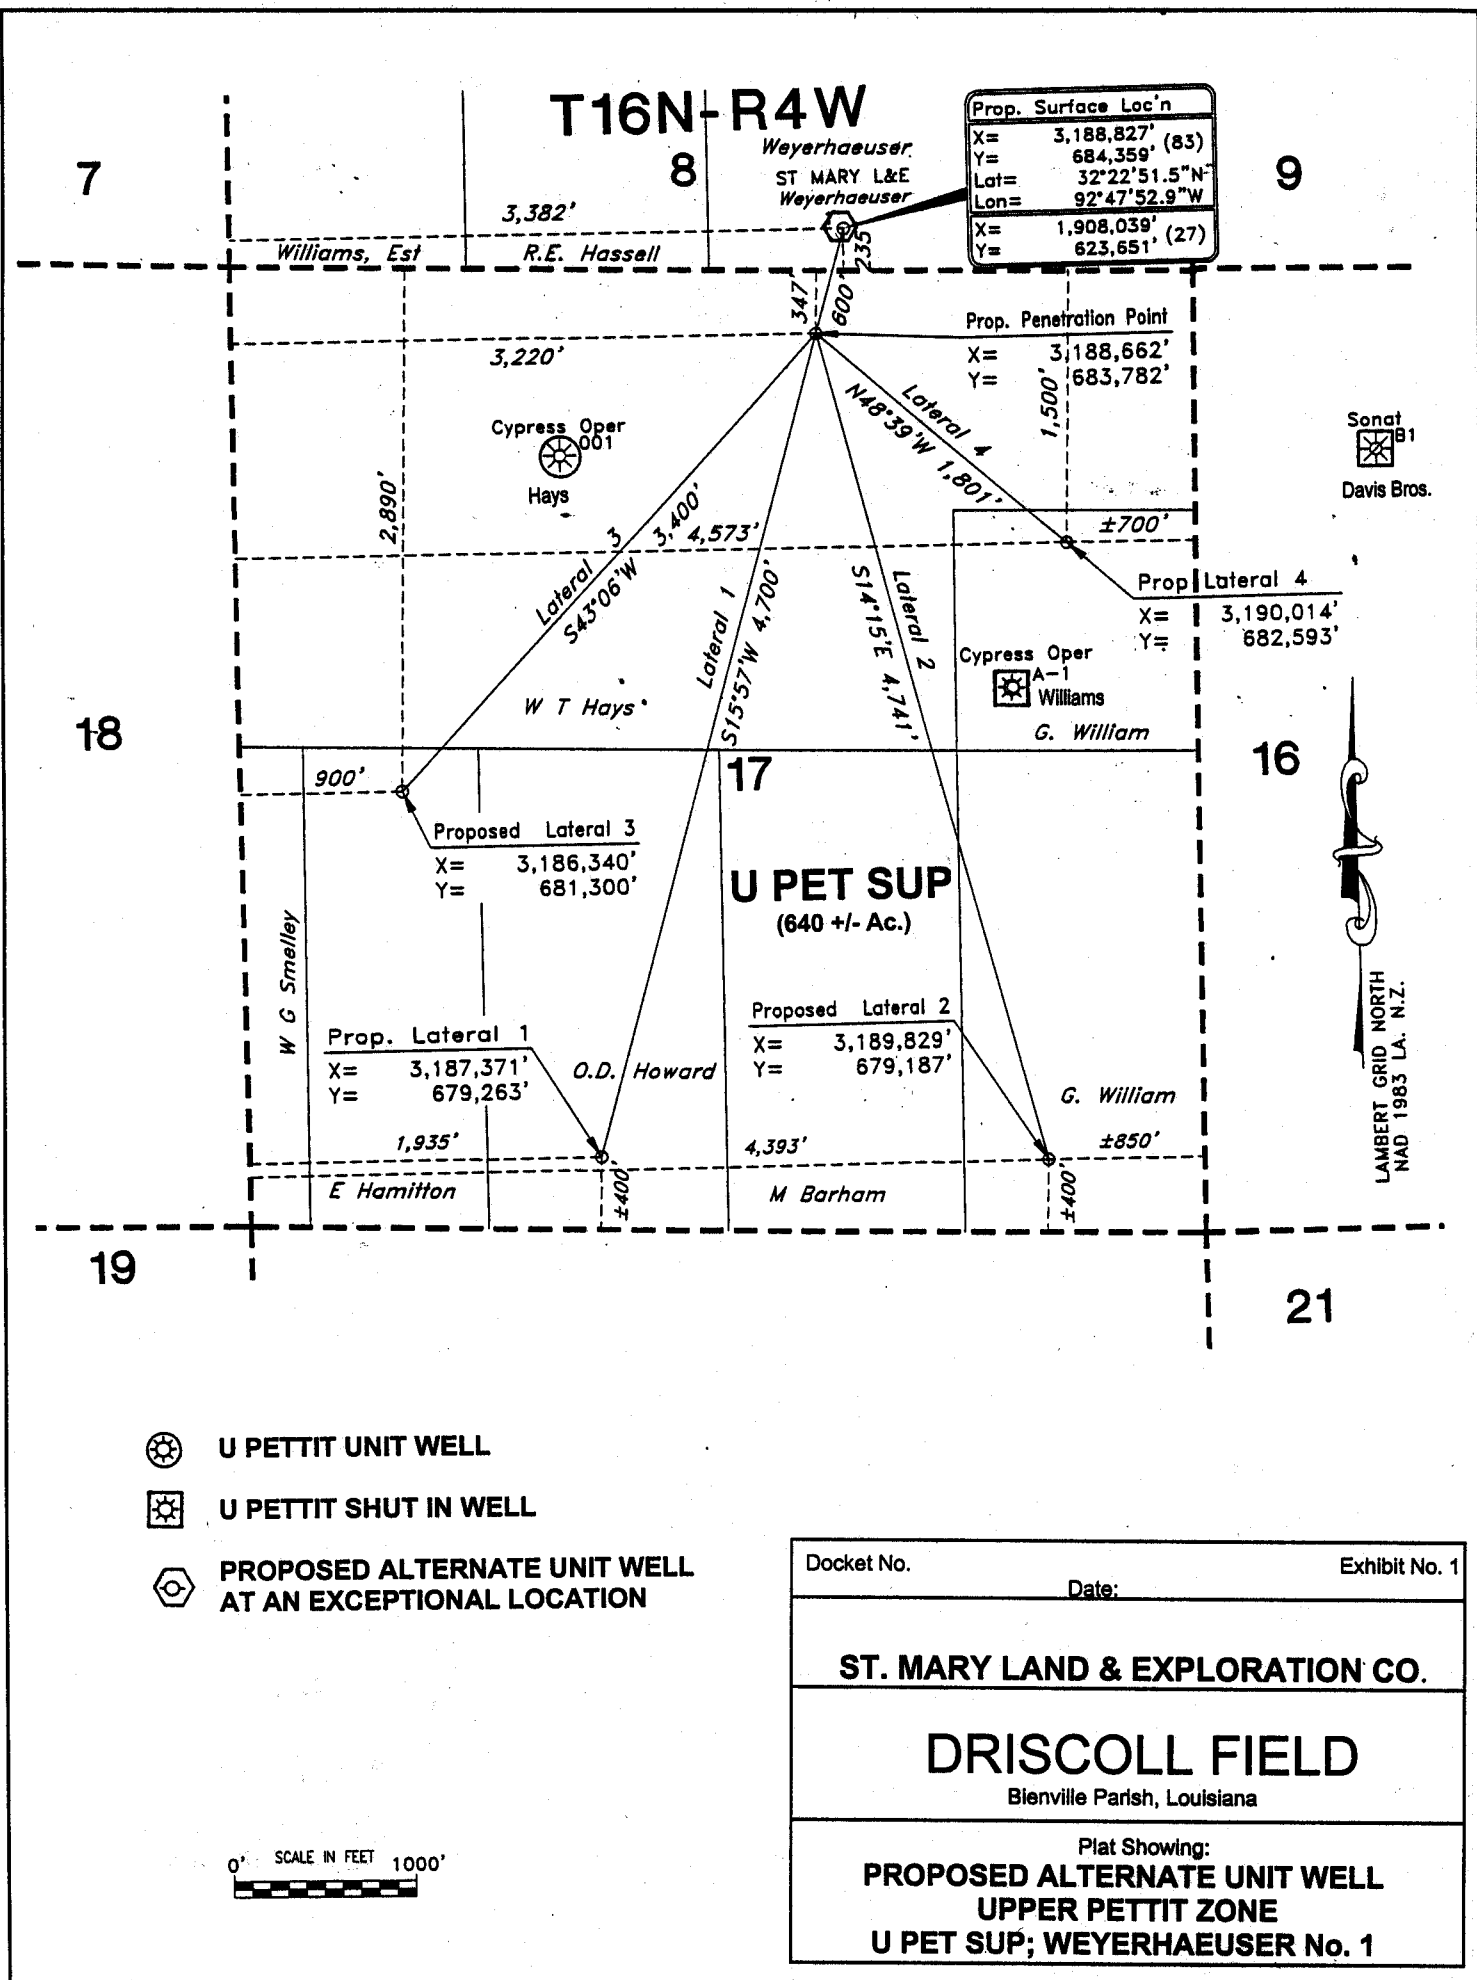 T16N-R4W
7
8
9
Weyerhaeuser
ST MARY L&E
Weyerhaeuser
Prop. Surface Loc'n
X= 3,188,827' (83)
Y= 684,359'
Lat= 32°22'51.5"N
Lon= 92°47'52.9"W
X= 1,908,039' (27)
Y= 623,651'
3,382'
235'
Williams, Est
R.E. Hassell
347'
600'
Prop. Penetration Point
X= 3,188,662'
Y= 683,782'
3,220'
1,500'
Lateral 4
N48°39'W 1,801'
Cypress Oper
001
Hays
Sonat
B1
Davis Bros.
2,890'
Lateral 3
S43°06'W 3,400'
4,573'
±700'
Lateral 1
S15°57'W 4,700'
Lateral 2
S14°15'E 4,741'
Prop Lateral 4
X= 3,190,014'
Y= 682,593'
Cypress Oper
A-1
Williams
W T Hays
G. William
18
17
16
900'
Proposed Lateral 3
X= 3,186,340'
Y= 681,300'
U PET SUP
(640 +/- Ac.)
W G Smelley
Prop. Lateral 1
X= 3,187,371'
Y= 679,263'
O.D. Howard
Proposed Lateral 2
X= 3,189,829'
Y= 679,187'
G. William
LAMBERT GRID NORTH
NAD 1983 LA. N.Z.
1,935'
4,393'
±850'
E Hamitton
±400'
M Barham
±400'
19
21
U PETTIT UNIT WELL
U PETTIT SHUT IN WELL
PROPOSED ALTERNATE UNIT WELL
AT AN EXCEPTIONAL LOCATION
Docket No. Exhibit No. 1
Date:
ST. MARY LAND & EXPLORATION CO.
DRISCOLL FIELD
Bienville Parish, Louisiana
Plat Showing:
PROPOSED ALTERNATE UNIT WELL
UPPER PETTIT ZONE
U PET SUP; WEYERHAEUSER No. 1
0' SCALE IN FEET 1000'